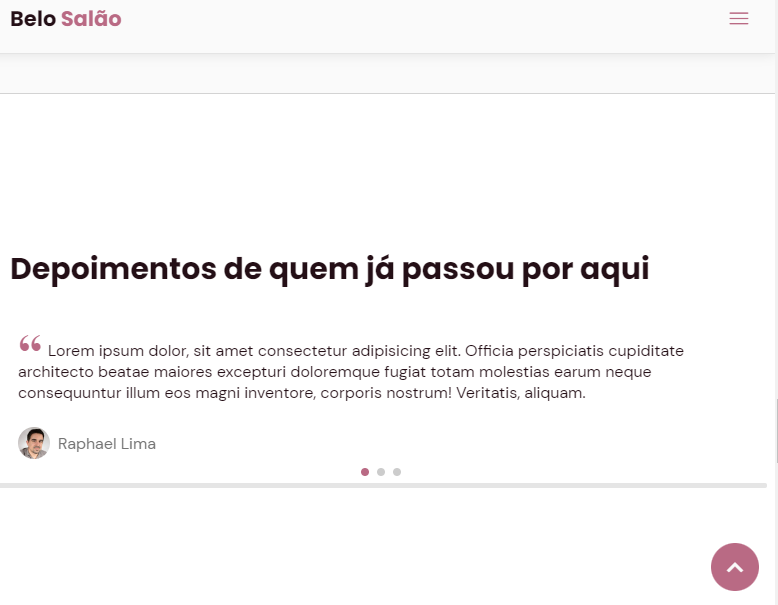 Belo Salão
Depoimentos de quem já passou por aqui
“ Lorem ipsum dolor, sit amet consectetur adipisicing elit. Officia perspiciatis cupiditate
architecto beatae maiores excepturi doloremque fugiat totam molestias earum neque
consequuntur illum eos magni inventore, corporis nostrum! Veritatis, aliquam.
Raphael Lima